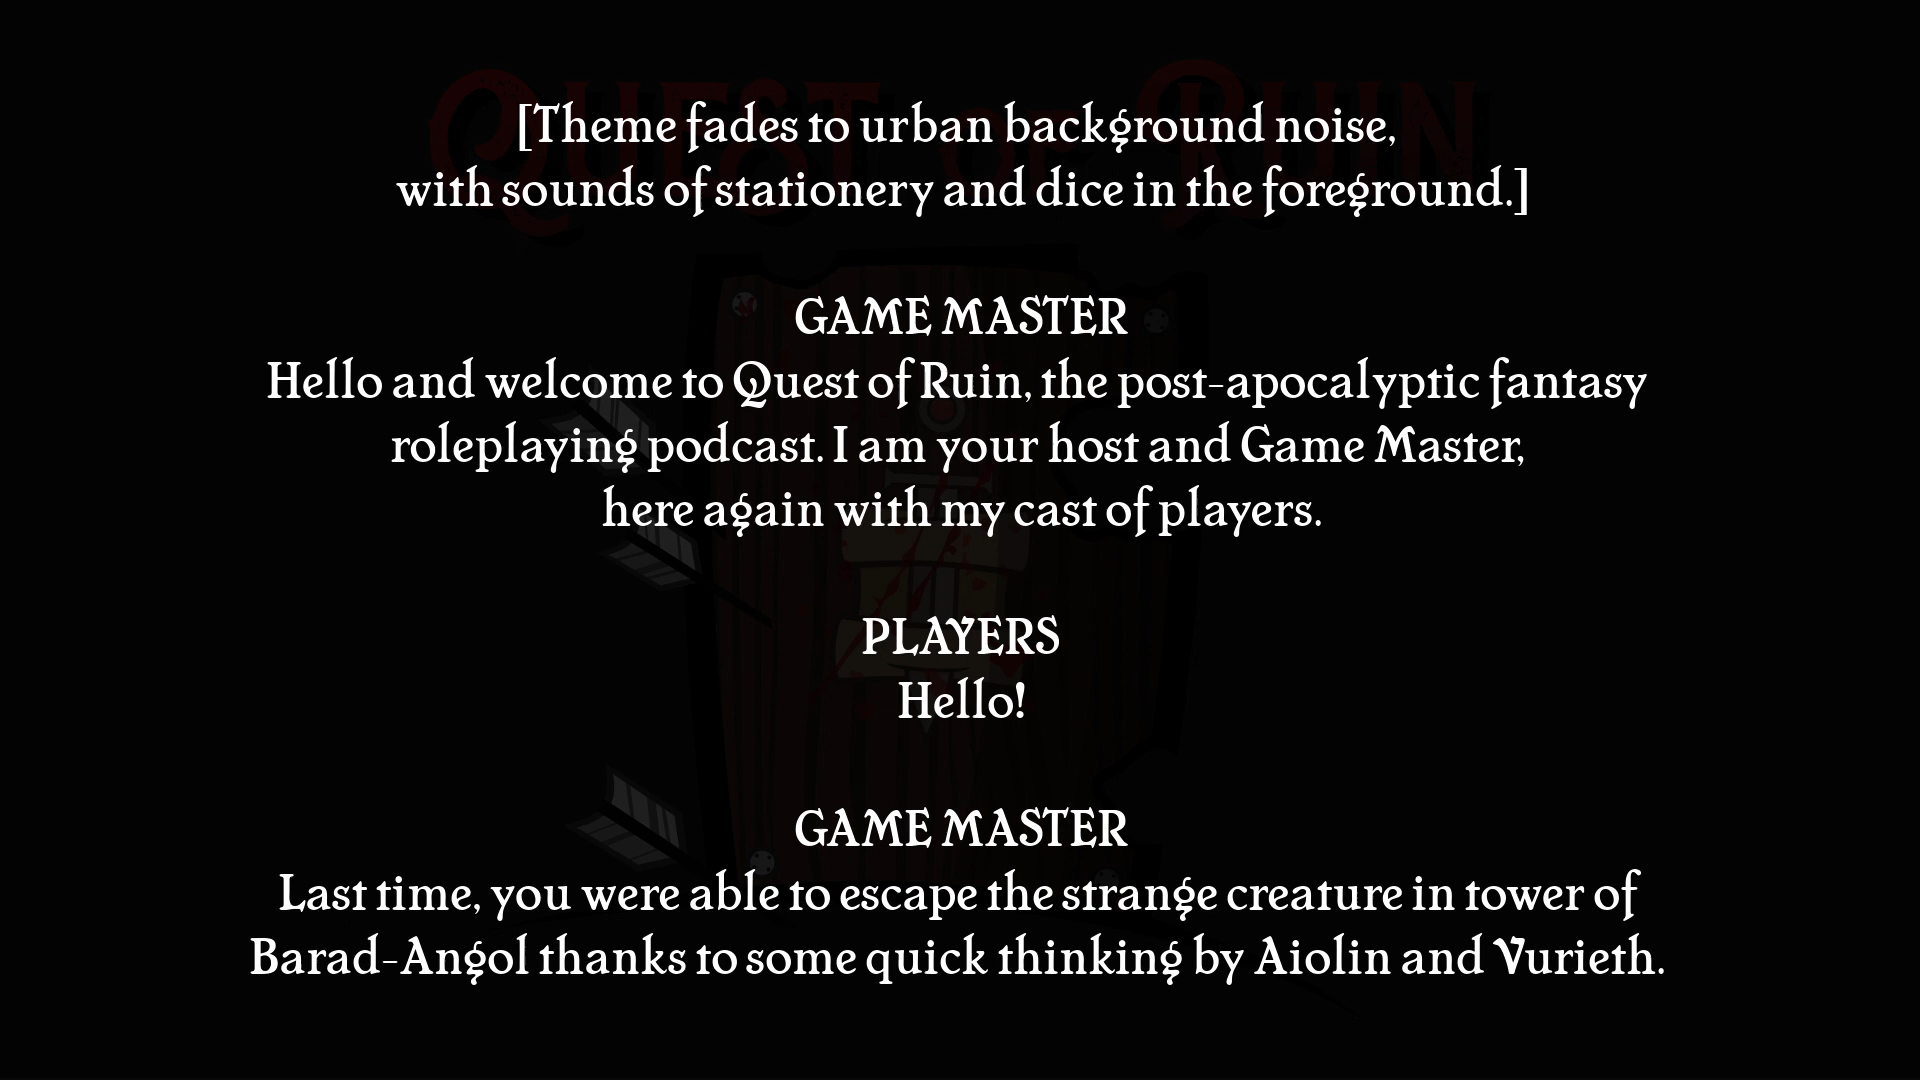 Quest of Ruin
[Theme fades to urban background noise,
with sounds of stationery and dice in the foreground.]
GAME MASTER
Hello and welcome to Quest of Ruin, the post-apocalyptic fantasy
roleplaying podcast. I am your host and Game Master,
here again with my cast of players.
PLAYERS
Hello!
GAME MASTER
Last time, you were able to escape the strange creature in tower of
Barad-Angol thanks to some quick thinking by Aiolin and Vurieth.